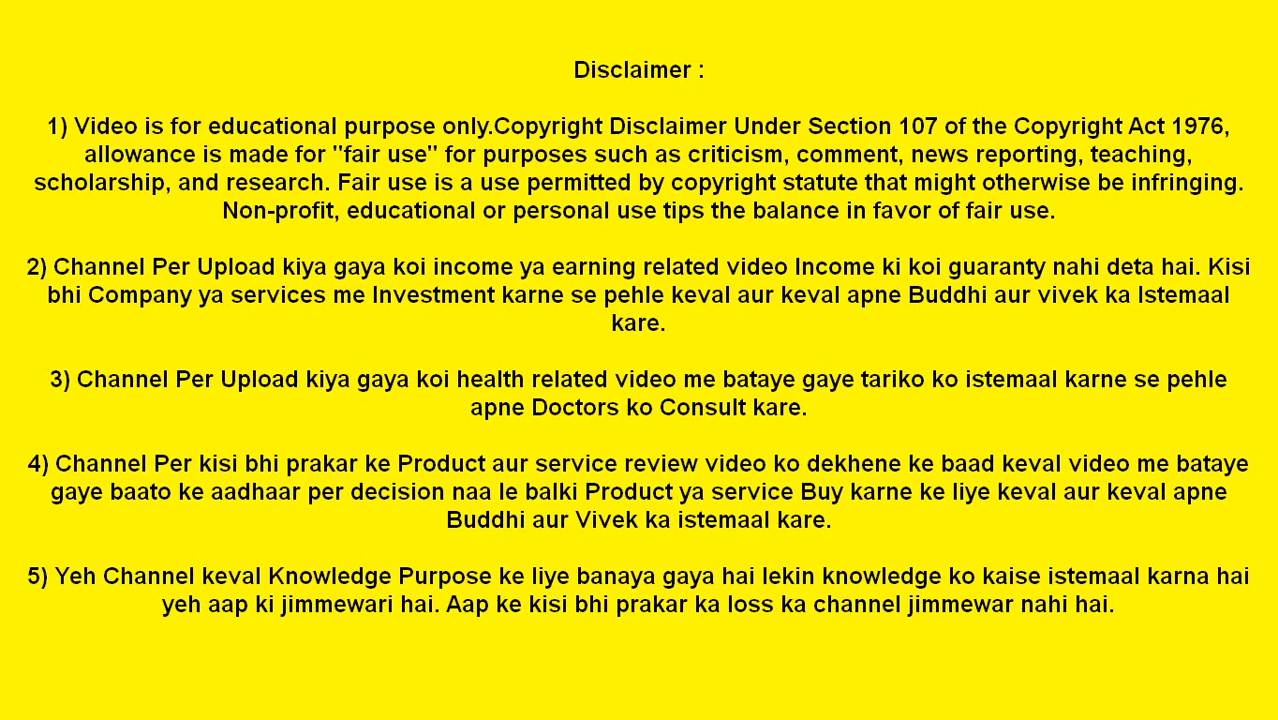 Disclaimer :
1) Video is for educational purpose only.Copyright Disclaimer Under Section 107 of the Copyright Act 1976,
allowance is made for "fair use" for purposes such as criticism, comment, news reporting, teaching,
scholarship, and research. Fair use is a use permitted by copyright statute that might otherwise be infringing.
Non-profit, educational or personal use tips the balance in favor of fair use.
2) Channel Per Upload kiya gaya koi income ya earning related video Income ki koi guaranty nahi deta hai. Kisi
bhi Company ya services me Investment karne se pehle keval aur keval apne Buddhi aur vivek ka Istemaal
kare.
3) Channel Per Upload kiya gaya koi health related video me bataye gaye tariko ko istemaal karne se pehle
apne Doctors ko Consult kare.
4) Channel Per kisi bhi prakar ke Product aur service review video ko dekhene ke baad keval video me bataye
gaye baato ke aadhaar per decision naa le balki Product ya service Buy karne ke liye keval aur keval apne
Buddhi aur Vivek ka istemaal kare.
5) Yeh Channel keval Knowledge Purpose ke liye banaya gaya hai lekin knowledge ko kaise istemaal karna hai
yeh aap ki jimmewari hai. Aap ke kisi bhi prakar ka loss ka channel jimmewar nahi hai.